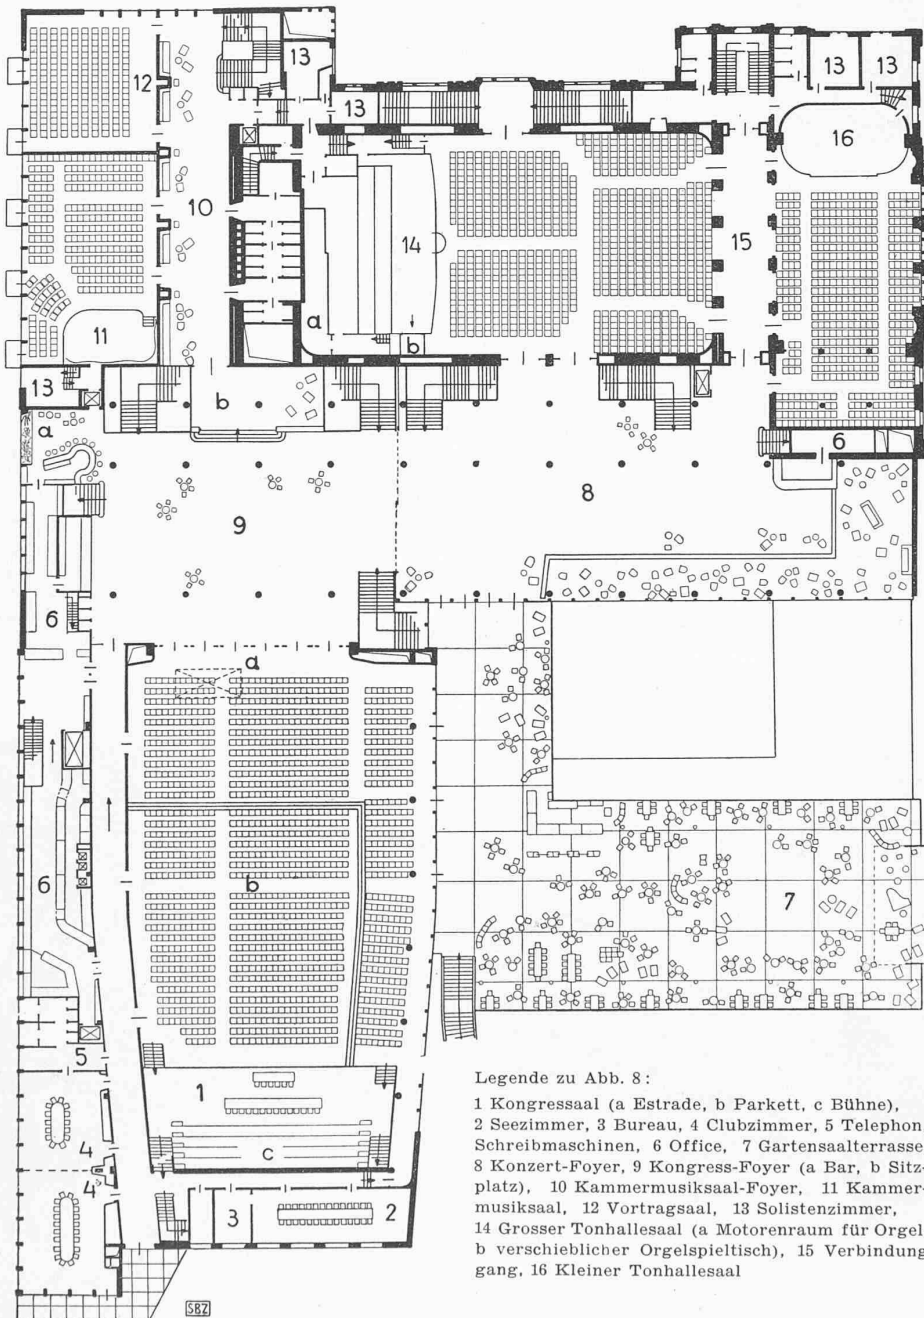 12
13
13
13
13
16
10
14
15
11
a
b
13
b
6
a
9
8
6
a
6
b
7
5
1
4
c
4
3
2
SBZ
Legende zu Abb. 8:
1 Kongressaal (a Estrade, b Parkett, c Bühne),
2 Seezimmer, 3 Bureau, 4 Clubzimmer, 5 Telephon
Schreibmaschinen, 6 Office, 7 Gartensaalterrasse
8 Konzert-Foyer, 9 Kongress-Foyer (a Bar, b Sitz-
platz), 10 Kammermusiksaal-Foyer, 11 Kammer-
musiksaal, 12 Vortragsaal, 13 Solistenzimmer,
14 Grosser Tonhallesaal (a Motorenraum für Orgel
b verschieblicher Orgelspieltisch), 15 Verbindung
gang, 16 Kleiner Tonhallesaal